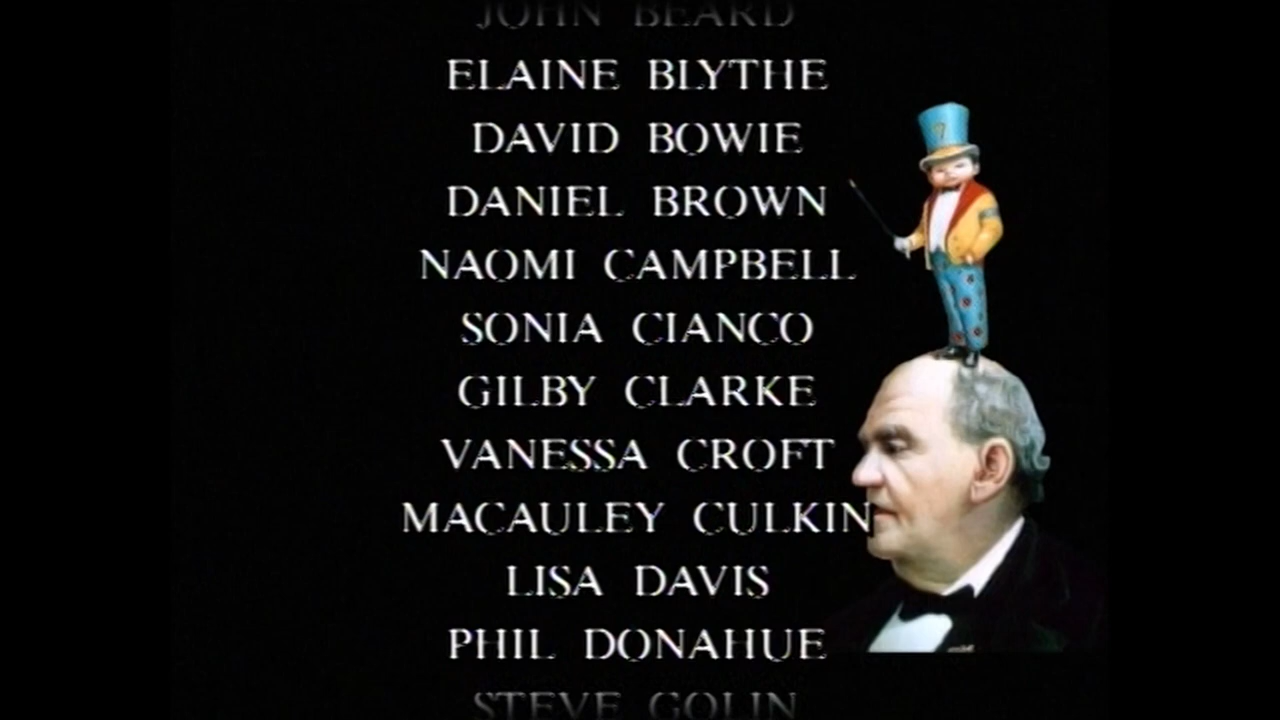 JOHN BEARD
ELAINE BLYTHE
DAVID BOWIE
DANIEL BROWN
NAOMI CAMPBELL
SONIA CIANCO
GILBY CLARKE
VANESSA CROFT
MACAULEY CULKIN
LISA DAVIS
PHIL DONAHUE
STEVE GOLIN